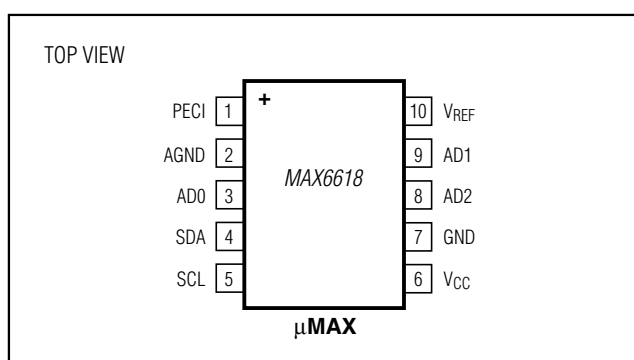 TOP VIEW
PECI 1 + 10 VREF
AGND 2 9 AD1
MAX6618
AD0 3 8 AD2
SDA 4 7 GND
SCL 5 6 VCC
μMAX